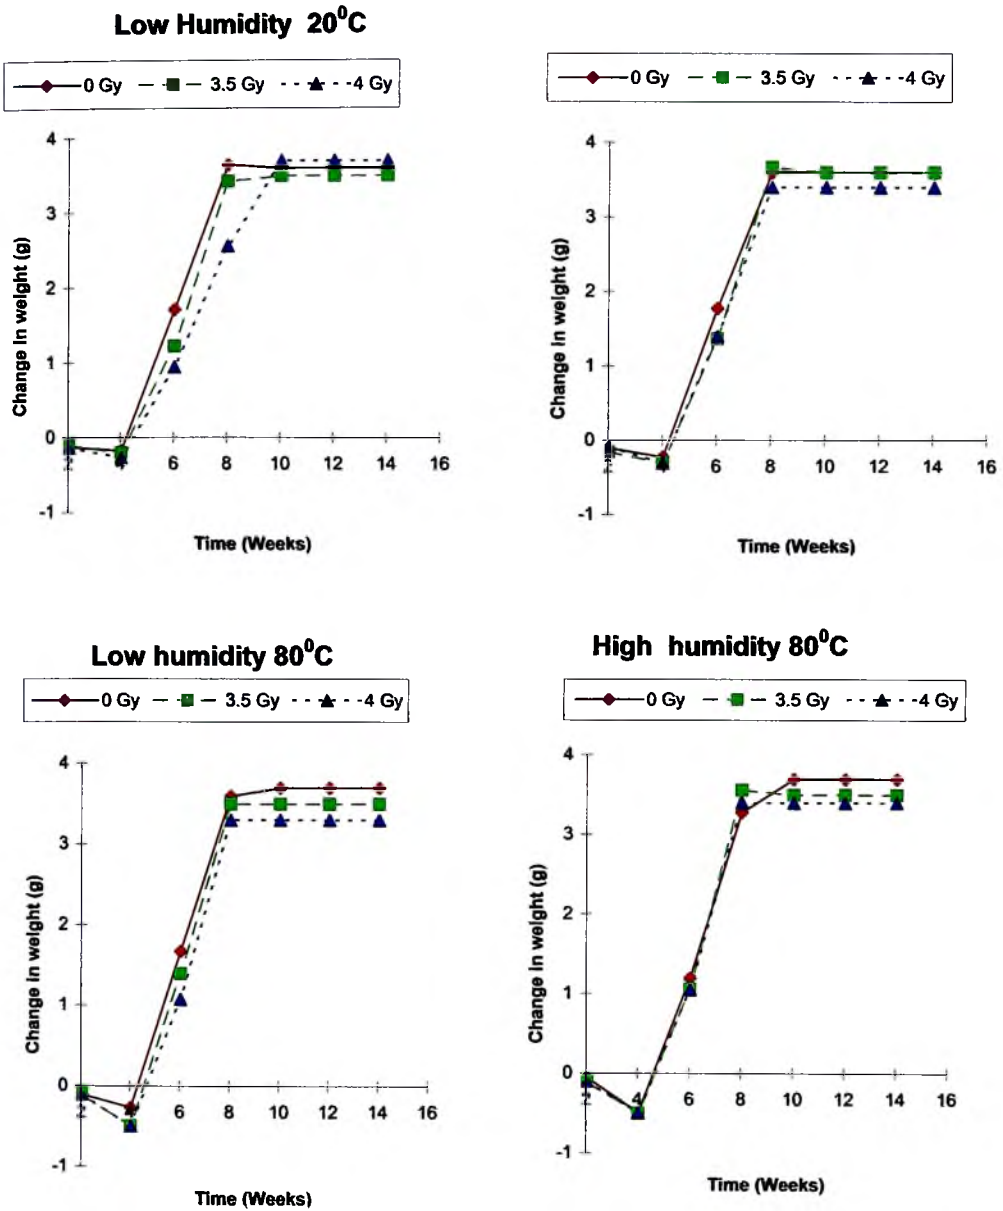 Low Humidity 20⁰C
0 Gy 3.5 Gy 4 Gy
4
3
2
1
0
-1
6 8 10 12 14 16
Change in weight (g)
Time (Weeks)
0 Gy 3.5 Gy 4 Gy
4
3
2
1
0
-1
6 8 10 12 14 16
Change in weight (g)
Time (Weeks)
Low humidity 80⁰C
0 Gy 3.5 Gy 4 Gy
4
3
2
1
0
-1
6 8 10 12 14 16
Change in weight (g)
Time (Weeks)
High humidity 80⁰C
0 Gy 3.5 Gy 4 Gy
4
3
2
1
0
-1
4 6 8 10 12 14 16
Change in weight (g)
Time (Weeks)